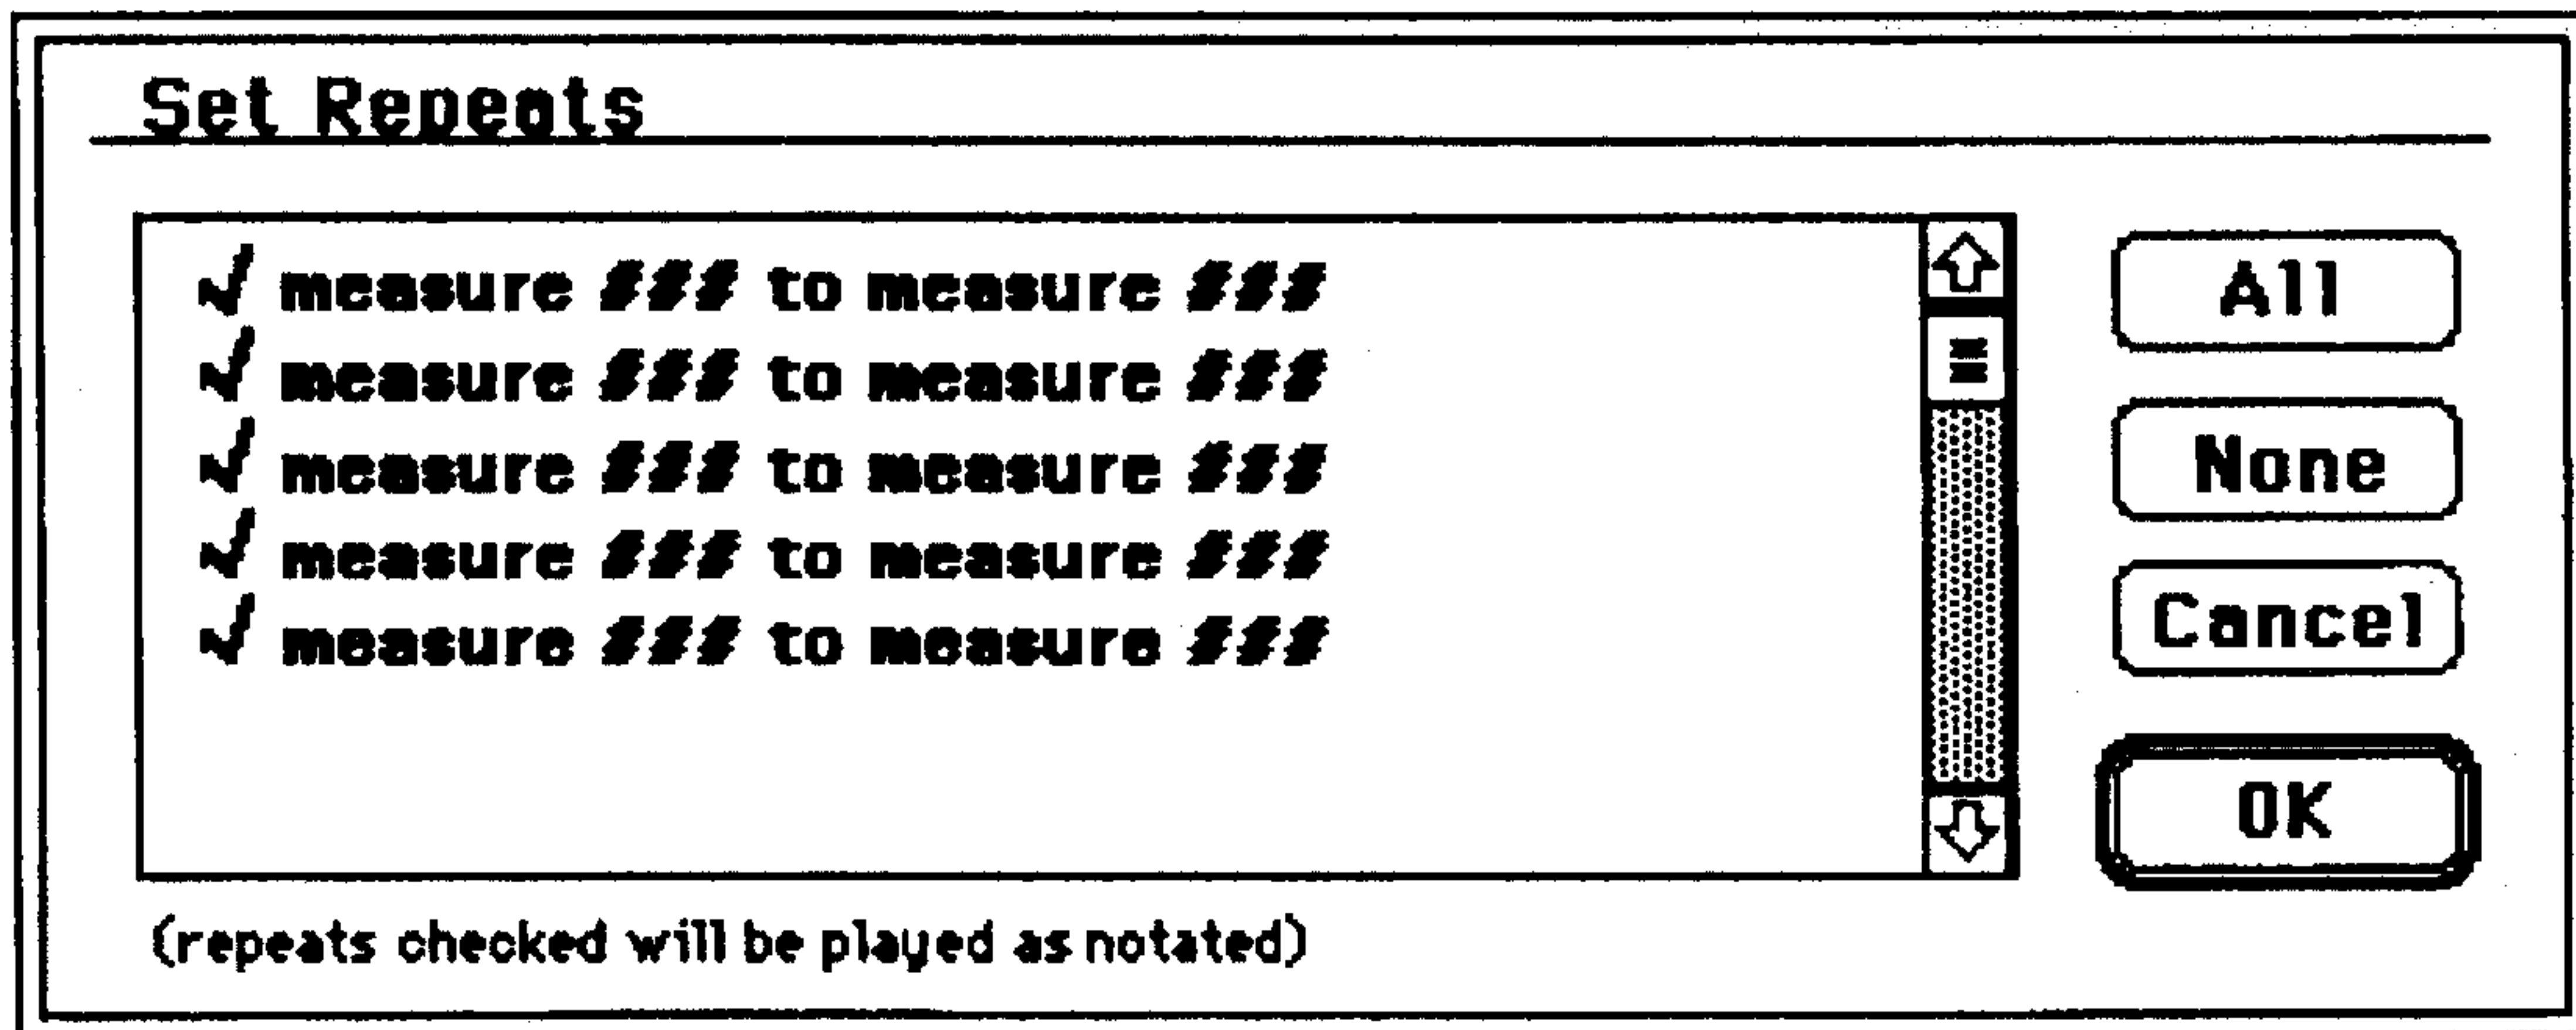 Set Repeats
✓ measure ### to measure ###
✓ measure ### to measure ###
✓ measure ### to measure ###
✓ measure ### to measure ###
✓ measure ### to measure ###
All
None
Cancel
OK
(repeats checked will be played as notated)